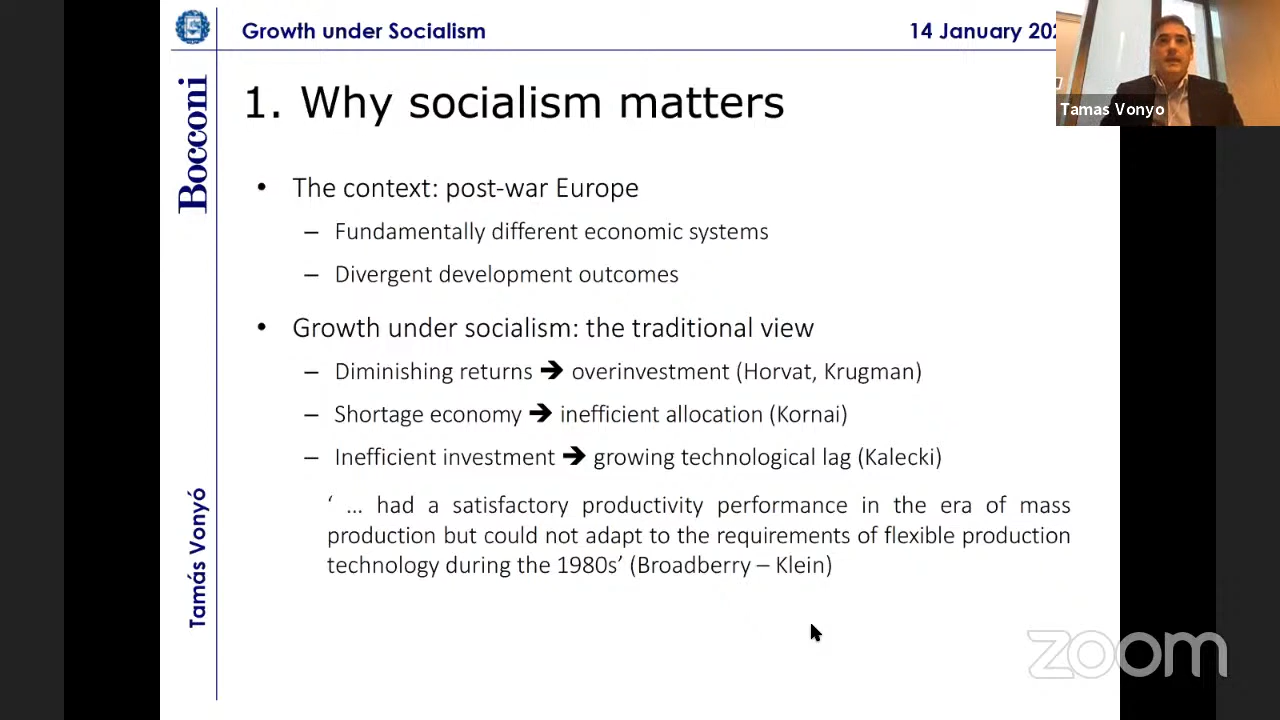 Growth under Socialism
14 January 202
Tamas Vonyo
Bocconi
Tamás Vonyó
1. Why socialism matters
• The context: post-war Europe
– Fundamentally different economic systems
– Divergent development outcomes
• Growth under socialism: the traditional view
– Diminishing returns ➔ overinvestment (Horvat, Krugman)
– Shortage economy ➔ inefficient allocation (Kornai)
– Inefficient investment ➔ growing technological lag (Kalecki)
‘ … had a satisfactory productivity performance in the era of mass
production but could not adapt to the requirements of flexible production
technology during the 1980s’ (Broadberry – Klein)
zoom